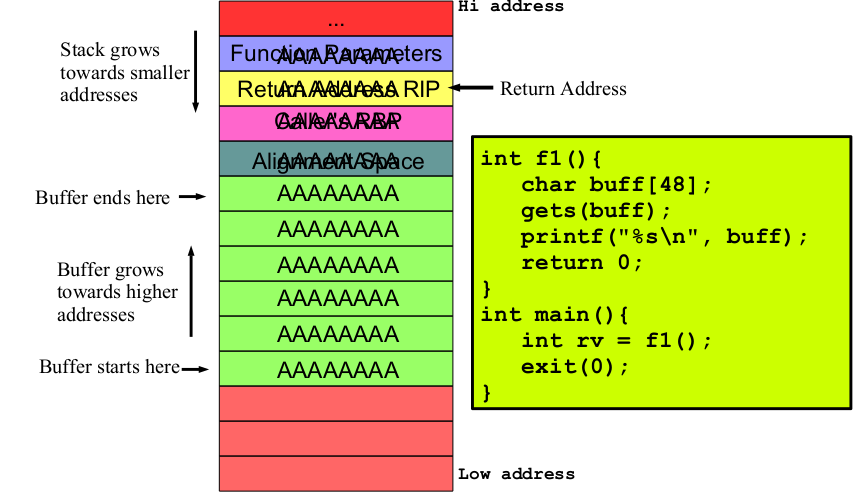 Hi address
...
Stack grows
towards smaller
addresses
Function Parameters
AAAAAAAA
Return Address RIP
AAAAAAAA
Return Address
Caller's RBP
AAAAAAAA
Alignment Space
AAAAAAAA
Buffer ends here
AAAAAAAA
AAAAAAAA
Buffer grows
towards higher
addresses
AAAAAAAA
AAAAAAAA
AAAAAAAA
Buffer starts here
AAAAAAAA
int f1(){
char buff[48];
gets(buff);
printf("%s\n", buff);
return 0;
}
int main(){
int rv = f1();
exit(0);
}
Low address